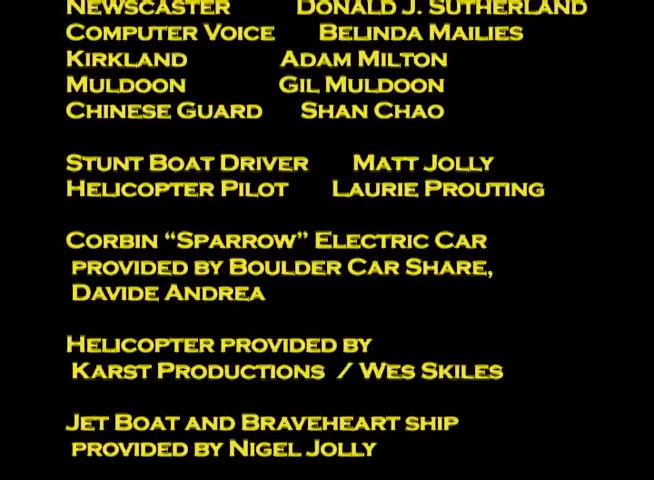 Newscaster Donald J. Sutherland
Computer Voice Belinda Mailies
Kirkland Adam Milton
Muldoon Gil Muldoon
Chinese Guard Shan Chao
Stunt Boat Driver Matt Jolly
Helicopter Pilot Laurie Prouting
Corbin “Sparrow” Electric Car
provided by Boulder Car Share,
Davide Andrea
Helicopter provided by
Karst Productions / Wes Skiles
Jet Boat and Braveheart ship
provided by Nigel Jolly